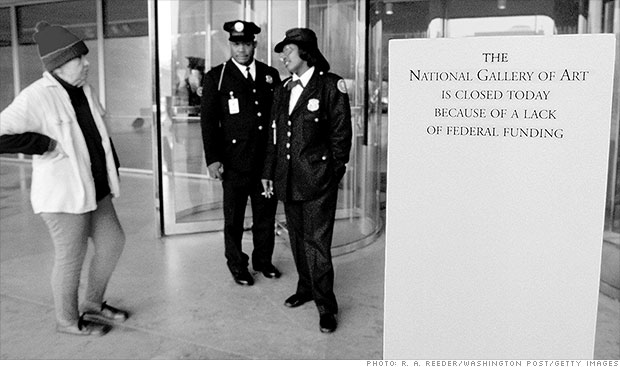 THE
NATIONAL GALLERY OF ART
IS CLOSED TODAY
BECAUSE OF A LACK
OF FEDERAL FUNDING
PHOTO: R. A. REEDER/WASHINGTON POST/GETTY IMAGES